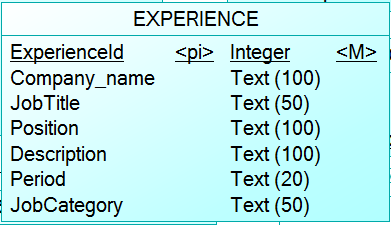 EXPERIENCE
ExperienceId <pi> Integer <M>
Company_name Text (100)
JobTitle Text (50)
Position Text (100)
Description Text (100)
Period Text (20)
JobCategory Text (50)